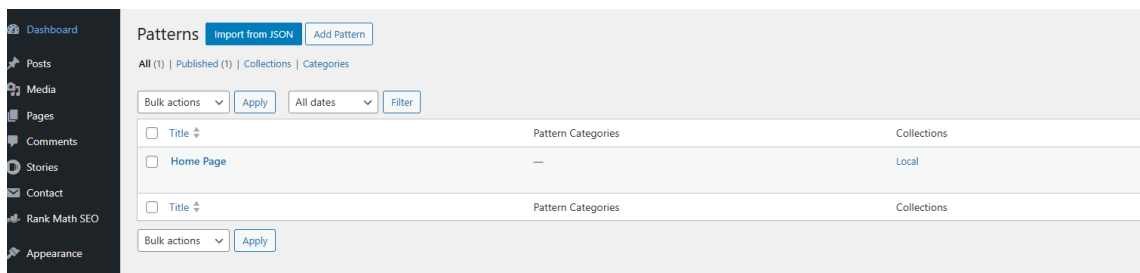 Dashboard
Posts
Media
Pages
Comments
Stories
Contact
Rank Math SEO
Appearance
Patterns Import from JSON Add Pattern
All (1) | Published (1) | Collections | Categories
Bulk actions Apply All dates Filter
Title Pattern Categories Collections
Home Page — Local
Title Pattern Categories Collections
Bulk actions Apply